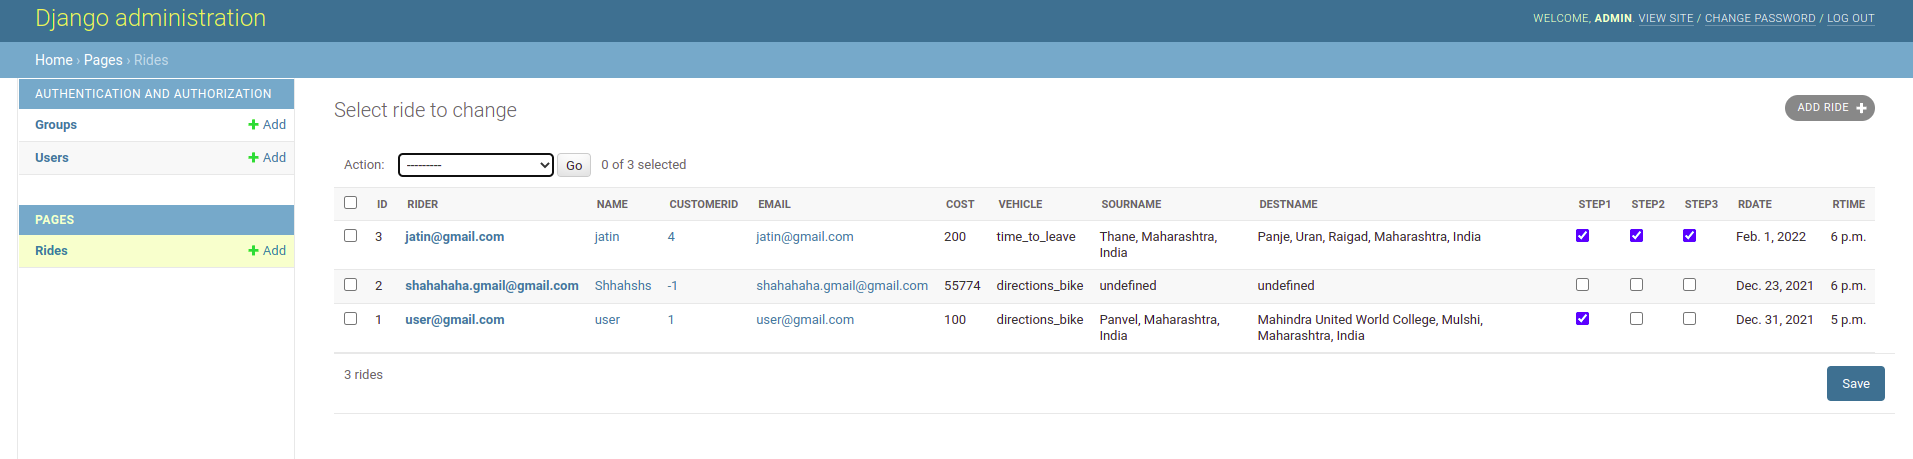 Django administration
WELCOME, ADMIN. VIEW SITE / CHANGE PASSWORD / LOG OUT
Home › Pages › Rides
AUTHENTICATION AND AUTHORIZATION
Groups Add
Users Add
PAGES
Rides Add
Select ride to change
ADD RIDE
Action: --------- Go 0 of 3 selected
ID RIDER NAME CUSTOMERID EMAIL COST VEHICLE SOURNAME DESTNAME STEP1 STEP2 STEP3 RDATE RTIME
3 jatin@gmail.com jatin 4 jatin@gmail.com 200 time_to_leave Thane, Maharashtra, Panje, Uran, Raigad, Maharashtra, India Feb. 1, 2022 6 p.m.
India
2 shahahaha.gmail@gmail.com Shhahshs -1 shahahaha.gmail@gmail.com 55774 directions_bike undefined undefined Dec. 23, 2021 6 p.m.
1 user@gmail.com user 1 user@gmail.com 100 directions_bike Panvel, Maharashtra, Mahindra United World College, Mulshi, Dec. 31, 2021 5 p.m.
India Maharashtra, India
3 rides
Save